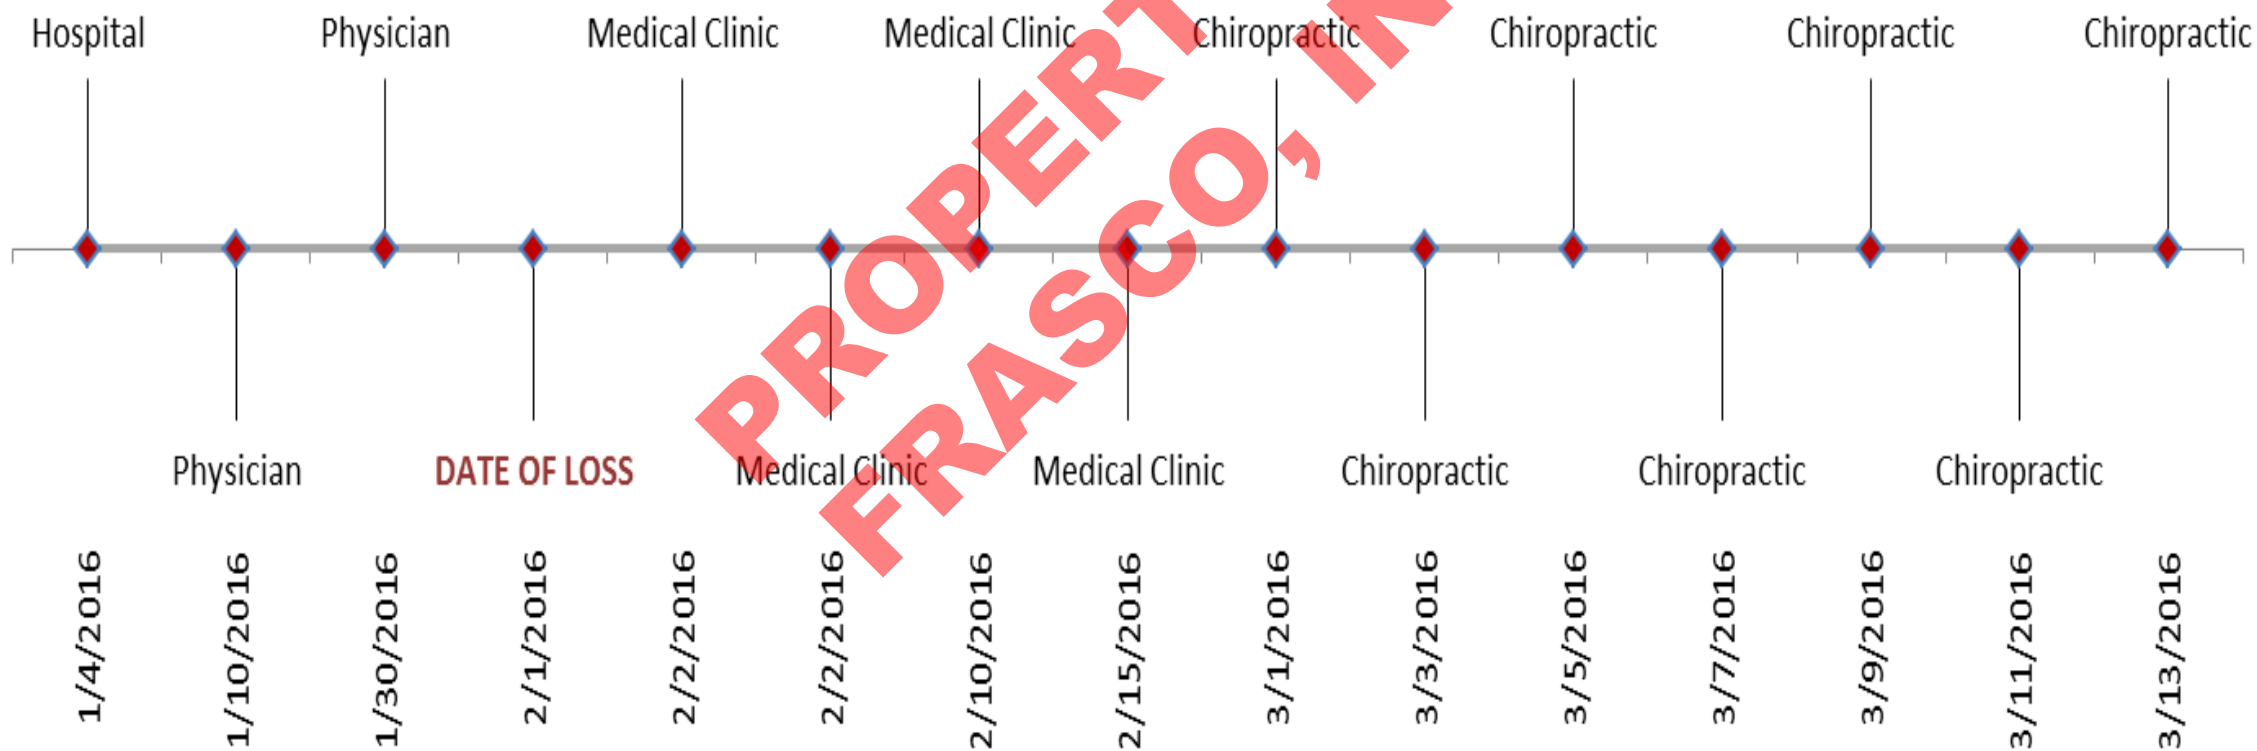 Hospital
Physician
Medical Clinic
Medical Clinic
Chiropractic
Chiropractic
Chiropractic
Chiropractic
PROPERT
FRASCO, IN
Physician
DATE OF LOSS
Medical Clinic
Medical Clinic
Chiropractic
Chiropractic
Chiropractic
1/4/2016
1/10/2016
1/30/2016
2/1/2016
2/2/2016
2/2/2016
2/10/2016
2/15/2016
3/1/2016
3/3/2016
3/5/2016
3/7/2016
3/9/2016
3/11/2016
3/13/2016